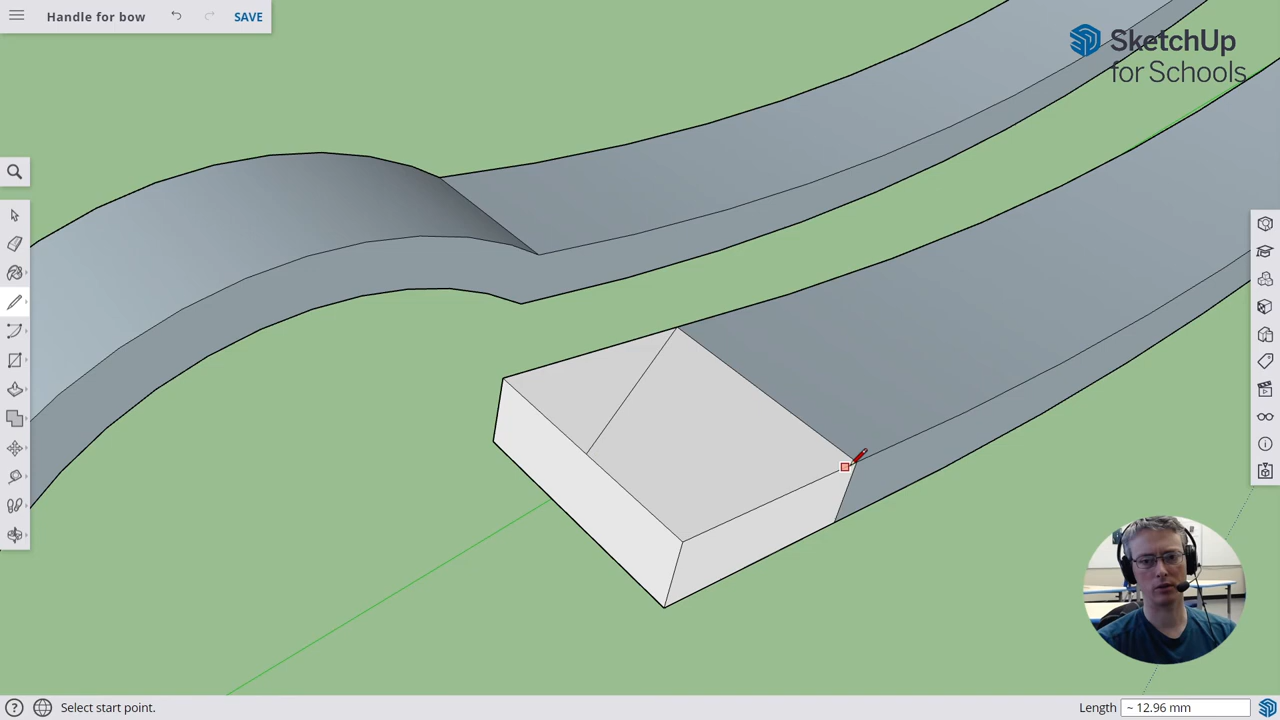 Handle for bow
SAVE
SketchUp
for Schools
Select start point.
Length
~ 12.96 mm